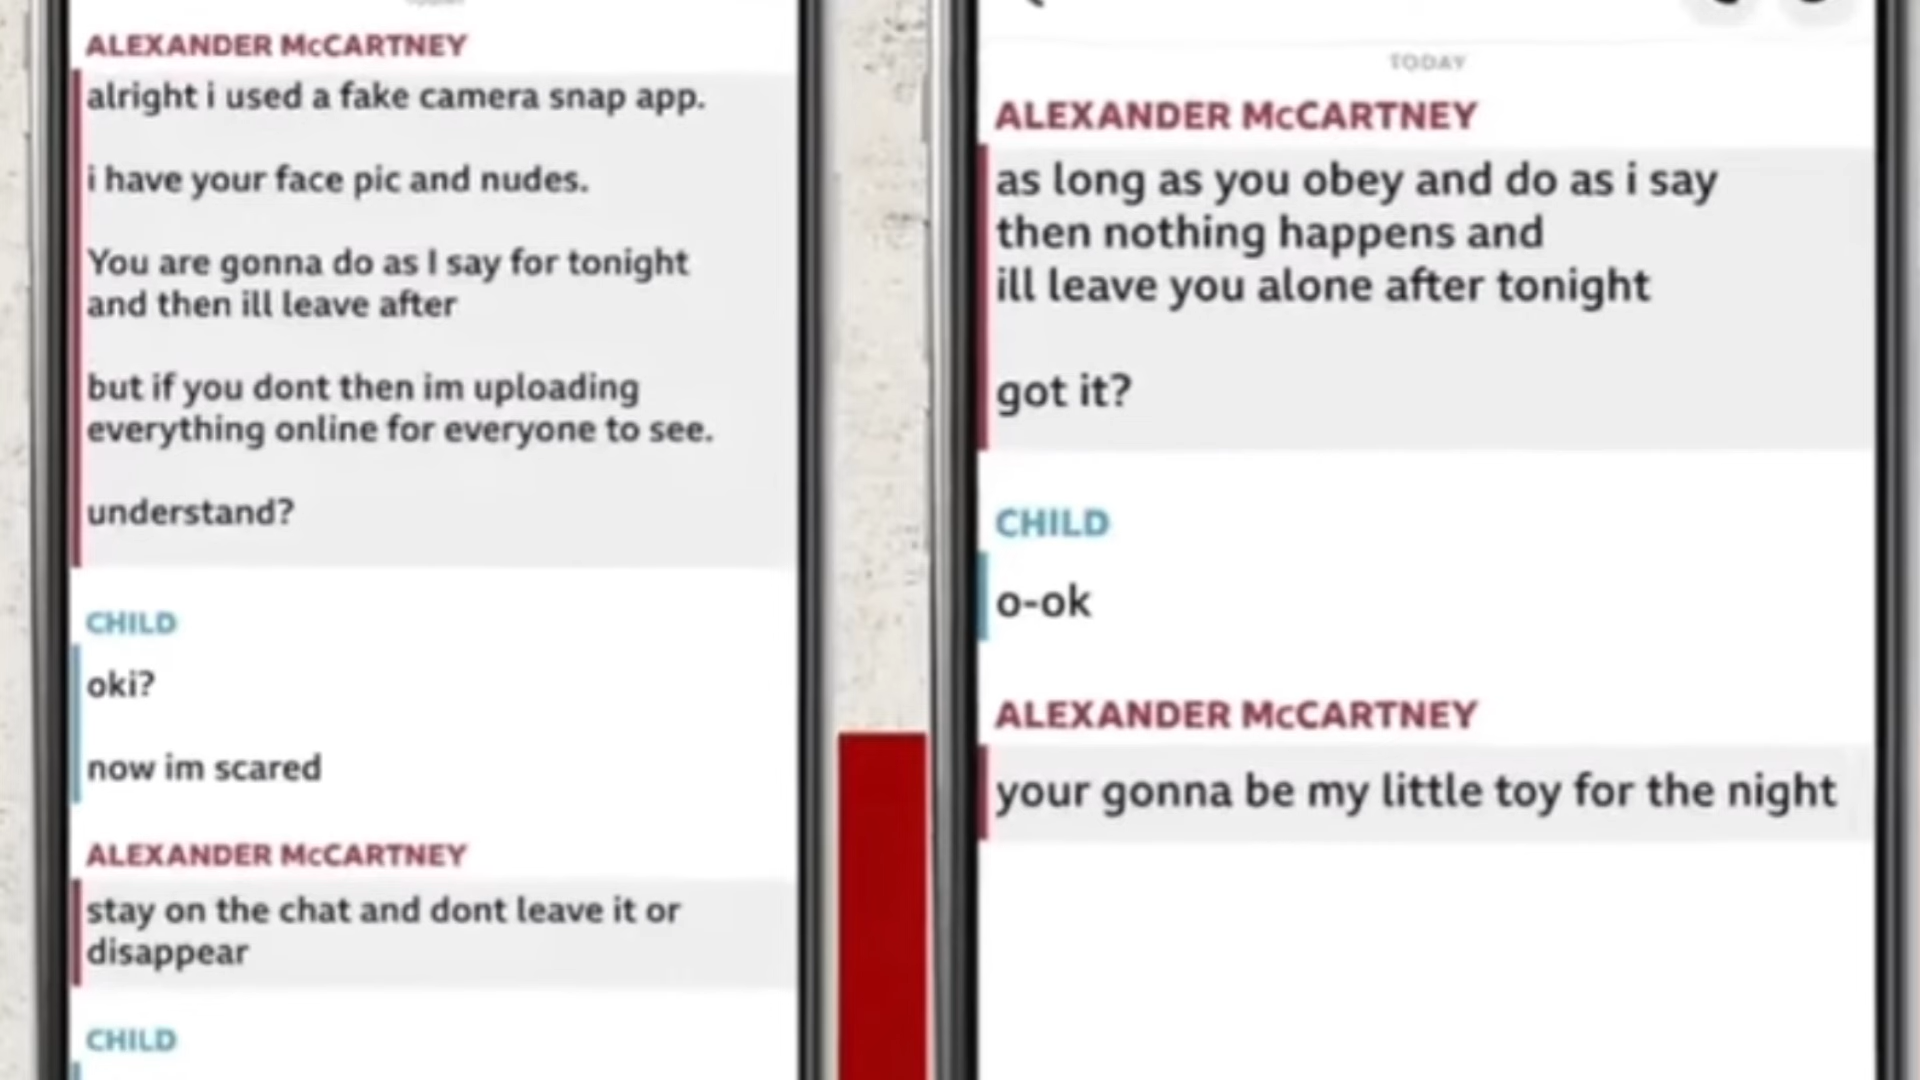 ALEXANDER McCARTNEY
alright i used a fake camera snap app.
i have your face pic and nudes.
You are gonna do as I say for tonight
and then ill leave after
but if you dont then im uploading
everything online for everyone to see.
understand?
CHILD
oki?
now im scared
ALEXANDER McCARTNEY
stay on the chat and dont leave it or
disappear
CHILD
TODAY
ALEXANDER McCARTNEY
as long as you obey and do as i say
then nothing happens and
ill leave you alone after tonight
got it?
CHILD
o-ok
ALEXANDER McCARTNEY
your gonna be my little toy for the night